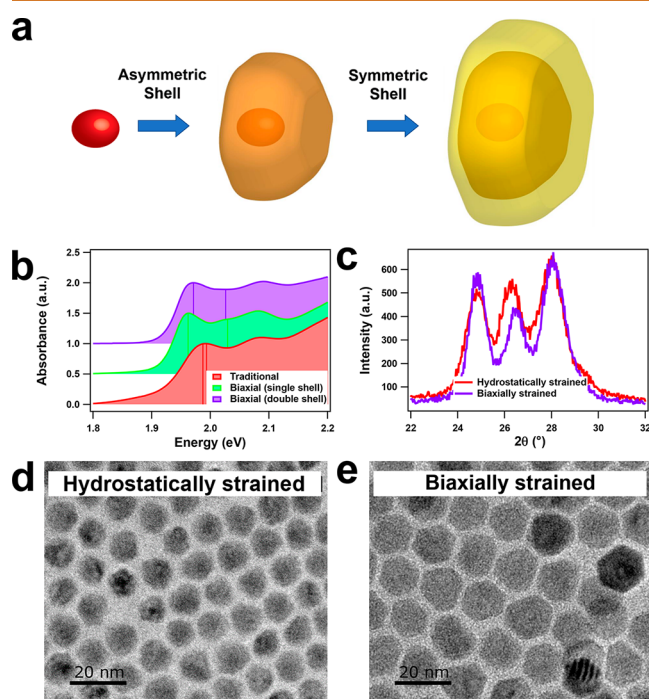 a
Asymmetric
Shell
Symmetric
Shell
b
2.5
2.0
1.5
1.0
0.5
0.0
Absorbance (a.u.)
Traditional
Biaxial (single shell)
Biaxial (double shell)
1.8
1.9
2.0
2.1
2.2
Energy (eV)
c
600
500
400
300
200
100
Intensity (a.u.)
Hydrostatically strained
Biaxially strained
22
24
26
28
30
32
2θ (°)
d
Hydrostatically strained
20 nm
e
Biaxially strained
20 nm